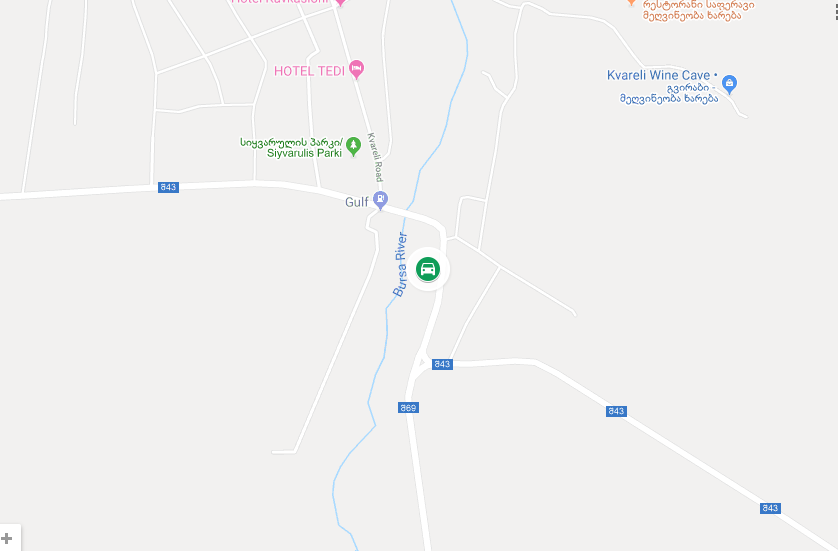 Hotel Kavkasioni
რესტორანი საფერავი
მეღვინეობა ხარება
HOTEL TEDI
Kvareli Wine Cave •
გვირაბი -
მეღვინეობა ხარება
სიყვარულის პარკი/
Siyvarulis Parki
Kvareli Road
შ43
Gulf
Bursa River
შ43
შ69
შ43
შ43